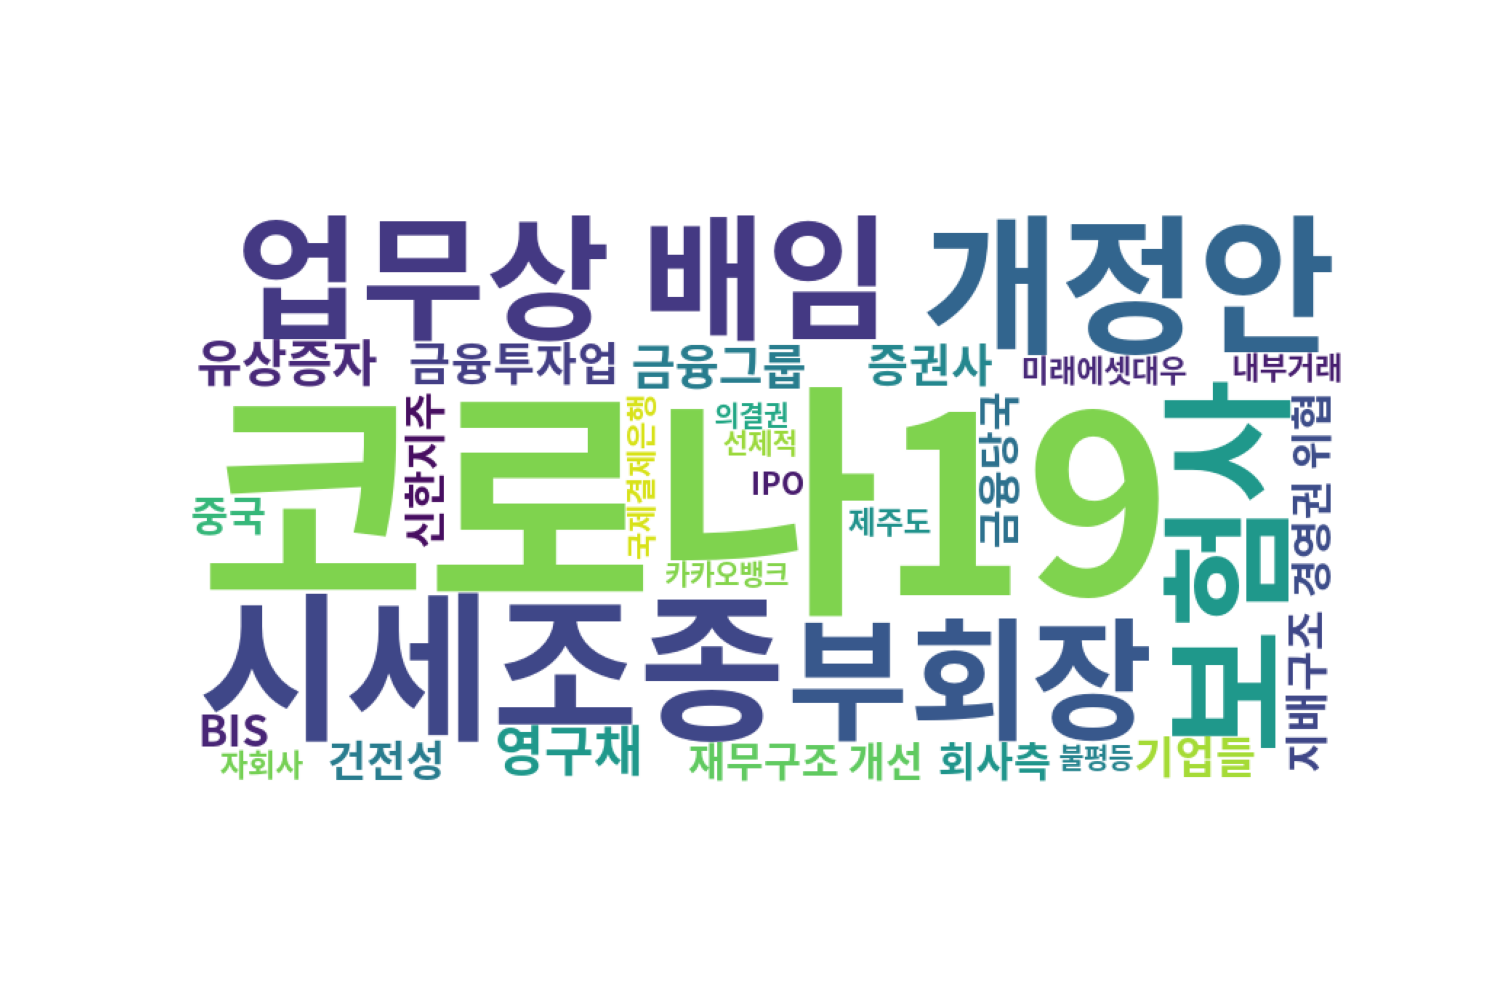 업무상 배임 개정안
유상증자 금융투자업 금융그룹 증권사 미래에셋대우 내부거래
코로나19
신한지주
국제결제은행
의결권
선제적
IPO
제주도
금융당국
보험사
경영권 위협
중국
카카오뱅크
시세조종 부회장
지배구조
BIS
자회사 건전성 영구채 재무구조 개선 회사측 불평등 기업들